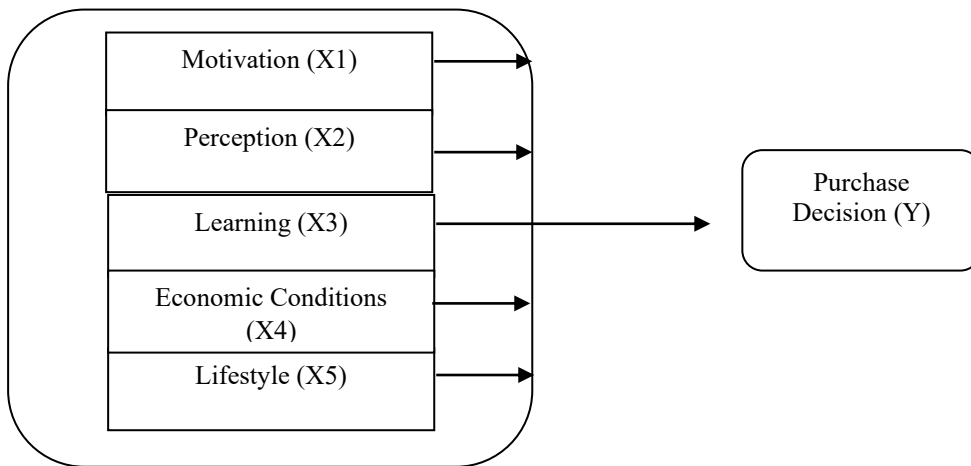 Motivation (X1)
Perception (X2)
Learning (X3)
Economic Conditions
(X4)
Lifestyle (X5)
Purchase
Decision (Y)